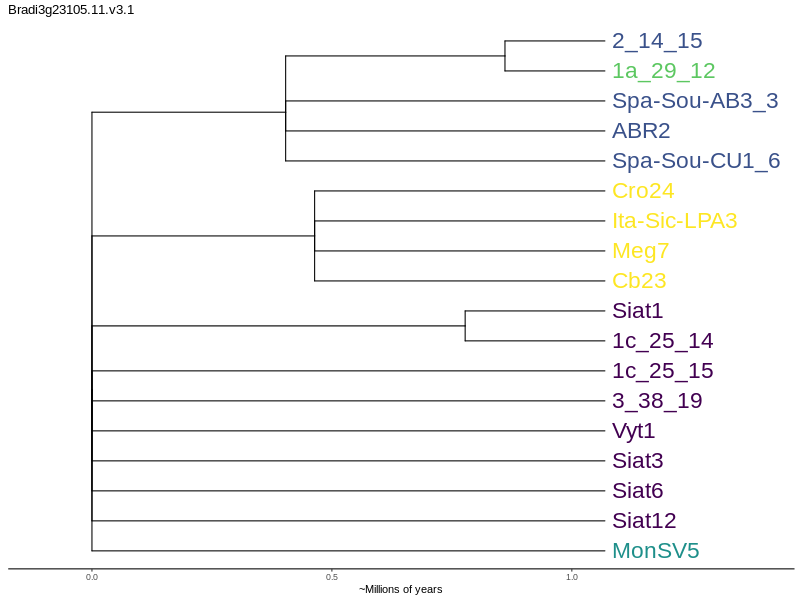 Bradi3g23105.11.v3.1
2_14_15
1a_29_12
Spa-Sou-AB3_3
ABR2
Spa-Sou-CU1_6
Cro24
Ita-Sic-LPA3
Meg7
Cb23
Siat1
1c_25_14
1c_25_15
3_38_19
Vyt1
Siat3
Siat6
Siat12
MonSV5
0.0 0.5 1.0
~Millions of years